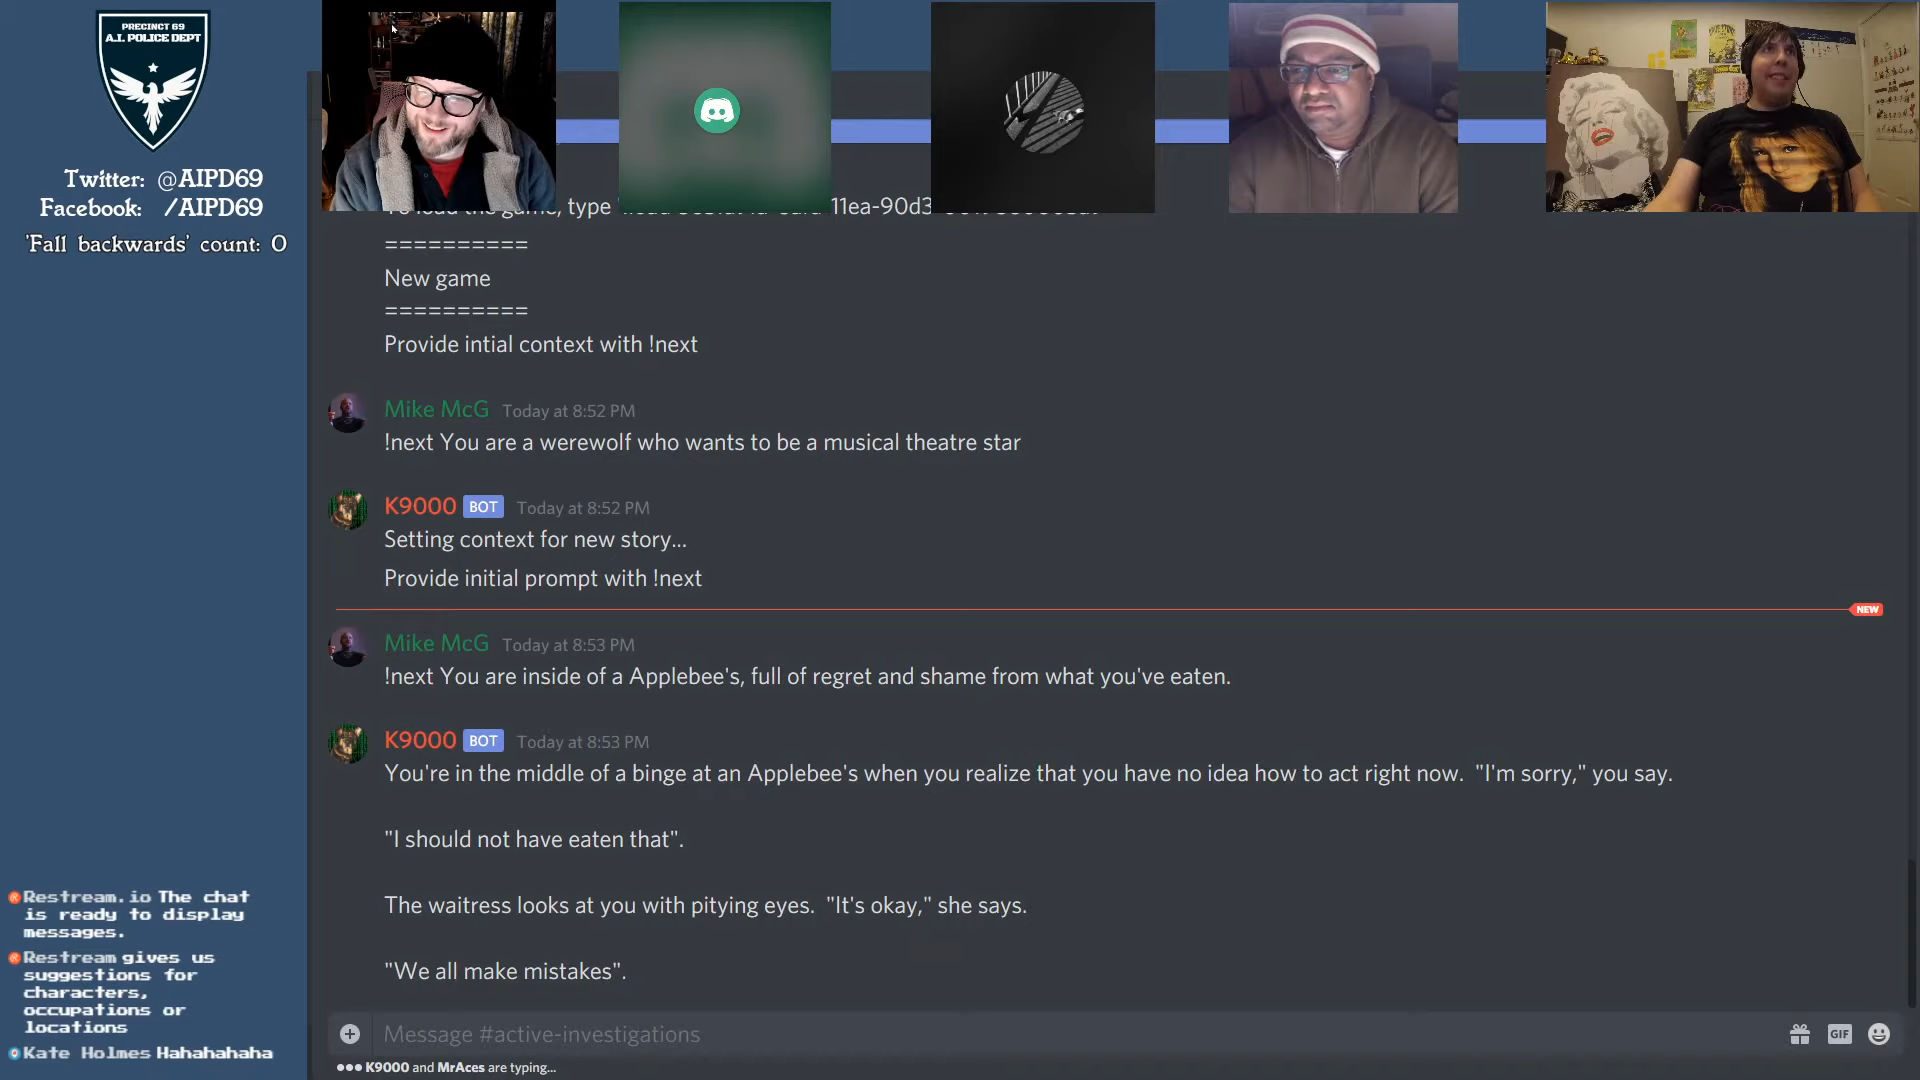 PRECINCT 69
A.I. POLICE DEPT
Twitter: @AIPD69
Facebook: /AIPD69
'Fall backwards' count: 0
the game, type
11ea-90d3
==========
New game
==========
Provide intial context with !next
Mike McG Today at 8:52 PM
!next You are a werewolf who wants to be a musical theatre star
K9000 BOT Today at 8:52 PM
Setting context for new story...
Provide initial prompt with !next
NEW
Mike McG Today at 8:53 PM
!next You are inside of a Applebee's, full of regret and shame from what you've eaten.
K9000 BOT Today at 8:53 PM
You're in the middle of a binge at an Applebee's when you realize that you have no idea how to act right now.  "I'm sorry," you say.
"I should not have eaten that".
The waitress looks at you with pitying eyes.  "It's okay," she says.
"We all make mistakes".
Message #active-investigations
GIF
K9000 and MrAces are typing...
Restream.io The chat
is ready to display
messages.
Restream gives us
suggestions for
characters,
occupations or
locations
Kate Holmes Hahahahaha